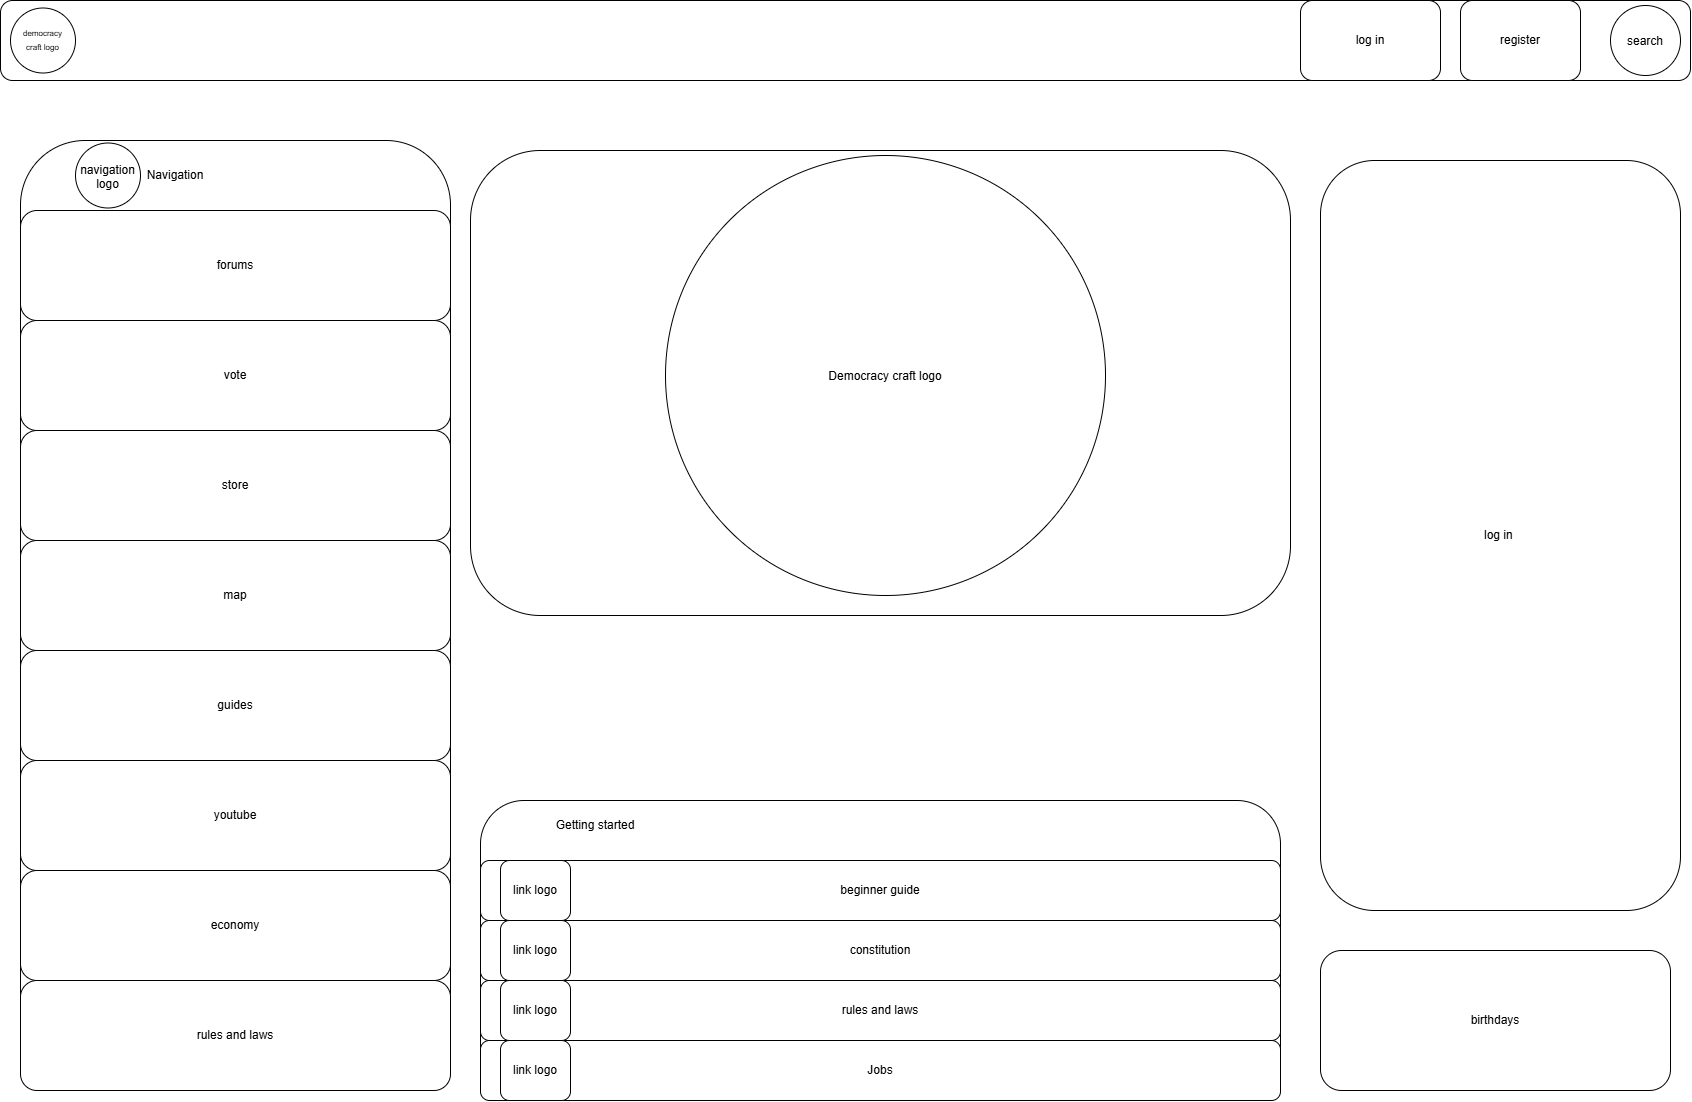 democracy
craft logo
log in
register
search
navigation
logo
Navigation
forums
vote
store
map
guides
youtube
economy
rules and laws
Democracy craft logo
Getting started
link logo
beginner guide
link logo
constitution
link logo
rules and laws
link logo
Jobs
log in
birthdays